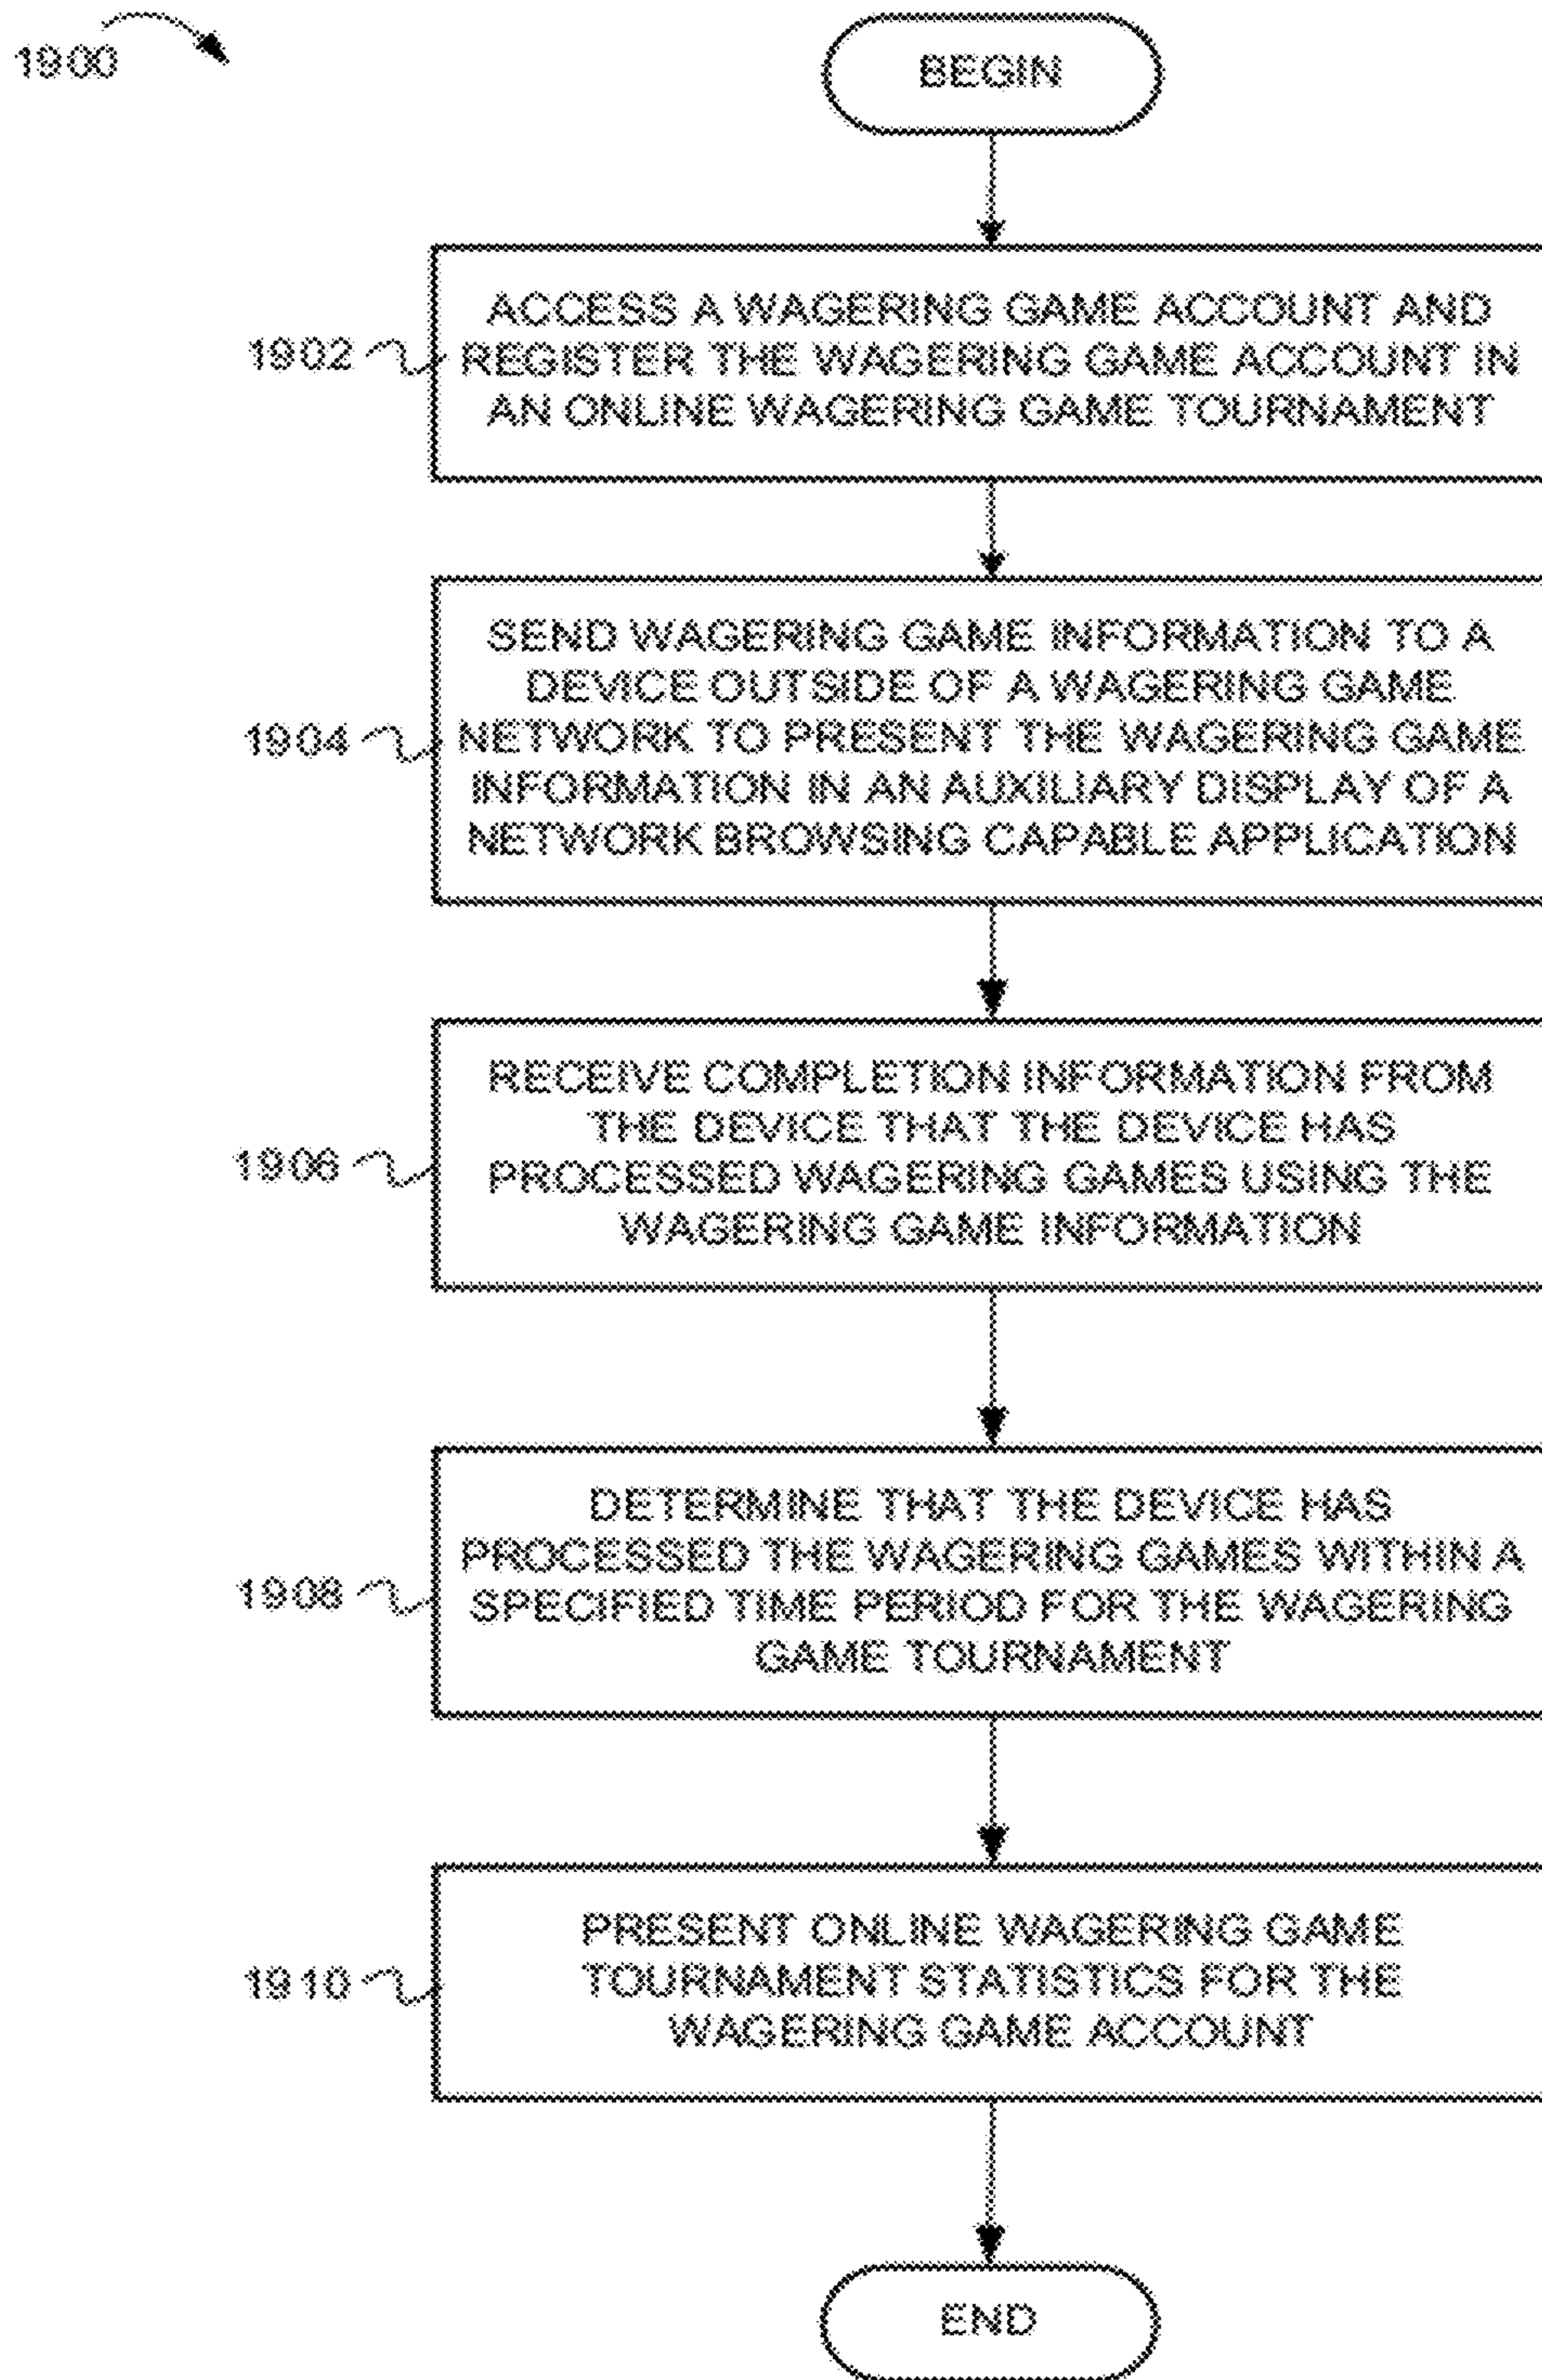 1900
BEGIN
1902
ACCESS A WAGERING GAME ACCOUNT AND
REGISTER THE WAGERING GAME ACCOUNT IN
AN ONLINE WAGERING GAME TOURNAMENT
1904
SEND WAGERING GAME INFORMATION TO A
DEVICE OUTSIDE OF A WAGERING GAME
NETWORK TO PRESENT THE WAGERING GAME
INFORMATION IN AN AUXILIARY DISPLAY OF A
NETWORK BROWSING CAPABLE APPLICATION
1906
RECEIVE COMPLETION INFORMATION FROM
THE DEVICE THAT THE DEVICE HAS
PROCESSED WAGERING GAMES USING THE
WAGERING GAME INFORMATION
1908
DETERMINE THAT THE DEVICE HAS
PROCESSED THE WAGERING GAMES WITHIN A
SPECIFIED TIME PERIOD FOR THE WAGERING
GAME TOURNAMENT
1910
PRESENT ONLINE WAGERING GAME
TOURNAMENT STATISTICS FOR THE
WAGERING GAME ACCOUNT
END